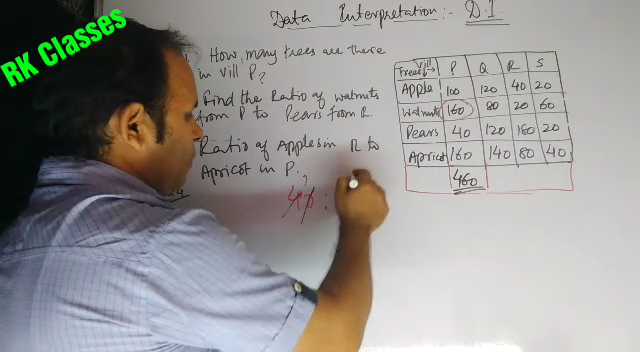 RK Classes
Data Interpretation:- D.I.
How many trees are there
in Vill P?
Find the Ratio of walnuts
from P to Pears from R.
Ratio of Apples in R to
Apricot in P.
40 :
Trees Vill P Q R S
Apple 100 120 40 20
Walnuts 160 80 20 60
Pears 40 120 180 20
Apricot 160 140 80 40
460